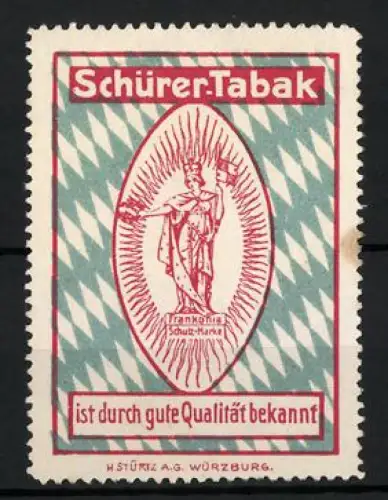 Schürer-Tabak
Frankonia
Schutz-Marke
ist durch gute Qualität bekannt
H. STÜRTZ A.G. WÜRZBURG.